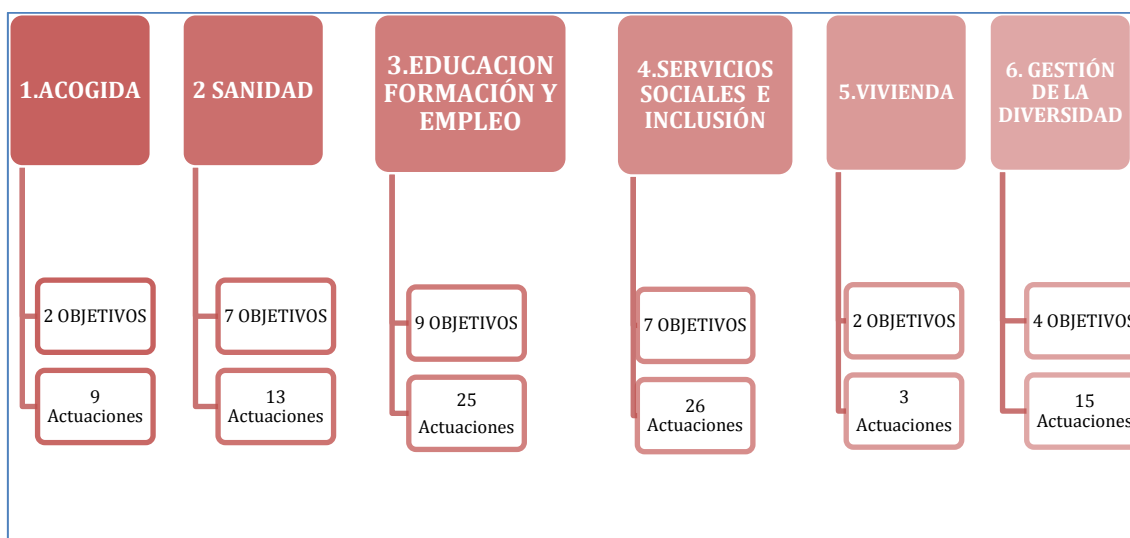 1.ACOGIDA
2 OBJETIVOS
9
Actuaciones
2 SANIDAD
7 OBJETIVOS
13
Actuaciones
3.EDUCACION
FORMACIÓN Y
EMPLEO
9 OBJETIVOS
25
Actuaciones
4.SERVICIOS
SOCIALES E
INCLUSIÓN
7 OBJETIVOS
26
Actuaciones
5.VIVIENDA
2 OBJETIVOS
3
Actuaciones
6. GESTIÓN
DE LA
DIVERSIDAD
4 OBJETIVOS
15
Actuaciones